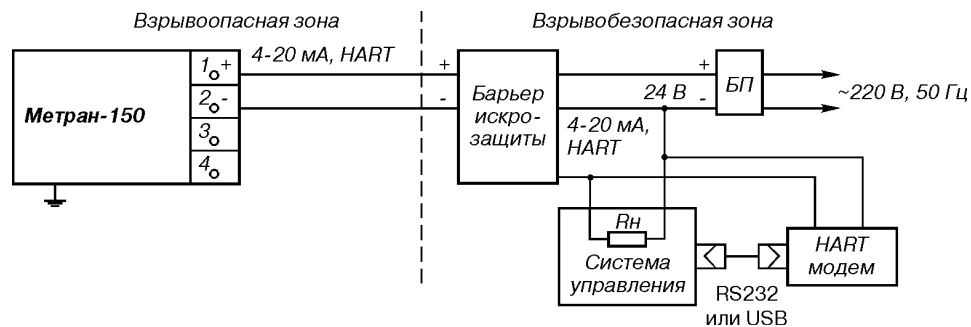 Взрывоопасная зона
Взрывобезопасная зона
1 +
4-20 мА, HART
+
+
2 -
-
24 В
-
БП
~220 В, 50 Гц
Метран-150
3
4
Барьер
искро-
защиты
4-20 мА,
HART
Rн
Система
управления
HART
модем
RS232
или USB